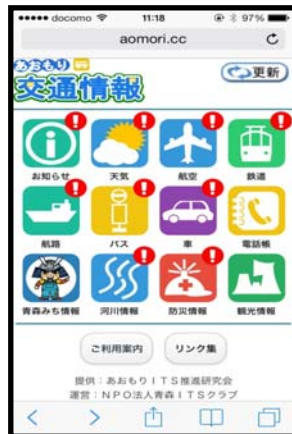 docomo 11:18 97%
aomori.cc
あおもり
交通情報
更新
お知らせ 天気 航空 鉄道
航路 バス 車 電話帳
青森みち情報 河川情報 防災情報 観光情報
ご利用案内 リンク集
提供：あおもりITS推進研究会
運営：NPO法人青森ITSクラブ